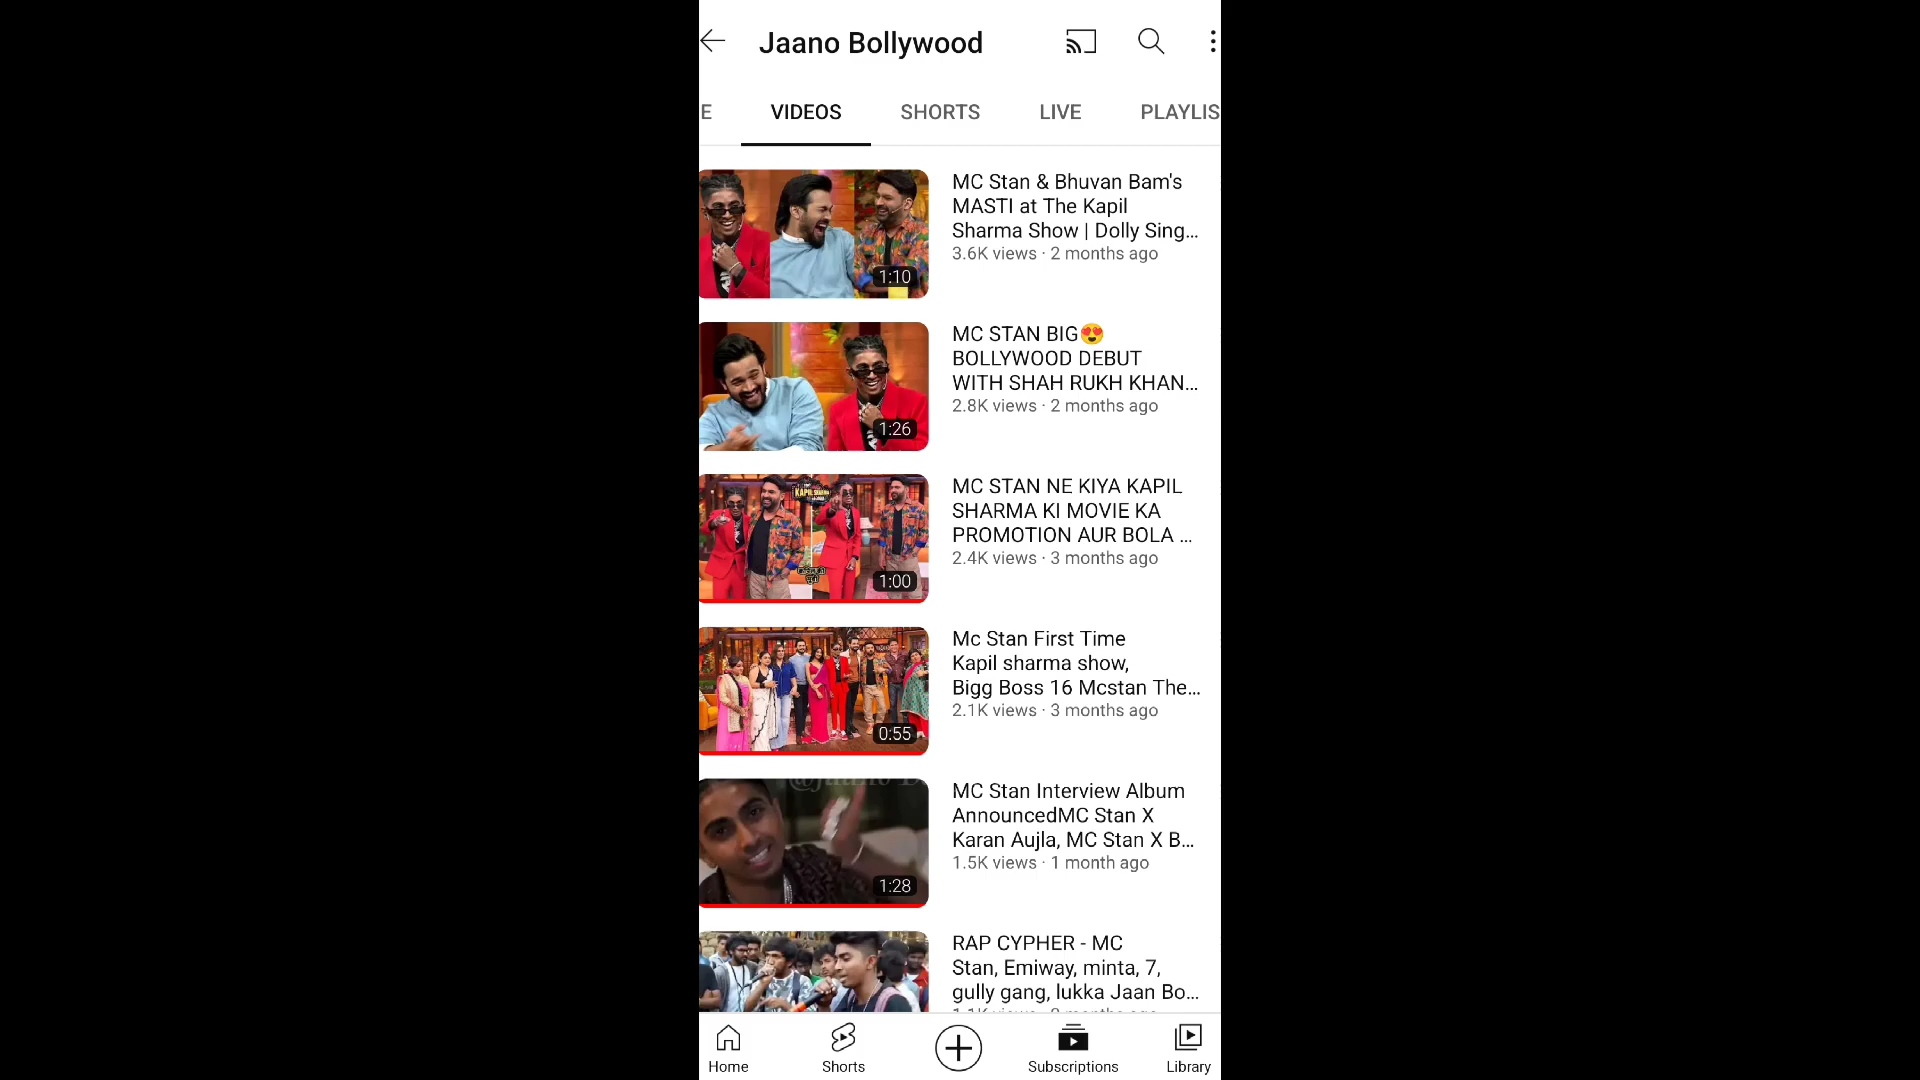 Jaano Bollywood
E VIDEOS SHORTS LIVE PLAYLIS
MC Stan & Bhuvan Bam's
MASTI at The Kapil
Sharma Show | Dolly Sing...
3.6K views · 2 months ago
1:10
MC STAN BIG😍
BOLLYWOOD DEBUT
WITH SHAH RUKH KHAN...
2.8K views · 2 months ago
1:26
MC STAN NE KIYA KAPIL
SHARMA KI MOVIE KA
PROMOTION AUR BOLA ...
2.4K views · 3 months ago
KAPIL SHARMA
1:00
Mc Stan First Time
Kapil sharma show,
Bigg Boss 16 Mcstan The...
2.1K views · 3 months ago
0:55
MC Stan Interview Album
AnnouncedMC Stan X
Karan Aujla, MC Stan X B...
1.5K views · 1 month ago
1:28
RAP CYPHER - MC
Stan, Emiway, minta, 7,
gully gang, lukka Jaan Bo...
Home Shorts Subscriptions Library